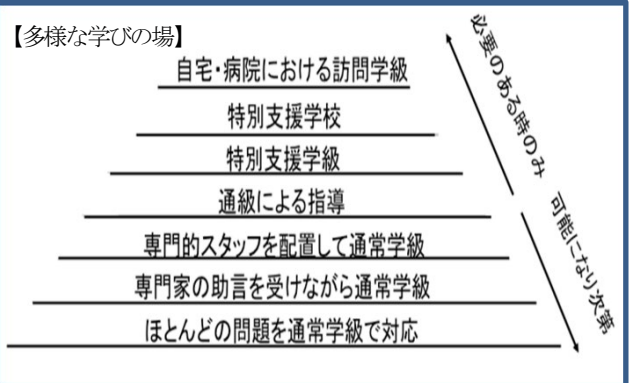 【多様な学びの場】
自宅・病院における訪問学級
特別支援学校
特別支援学級
通級による指導
専門的スタッフを配置して通常学級
専門家の助言を受けながら通常学級
ほとんどの問題を通常学級で対応
必要のある時のみ
可能になり次第